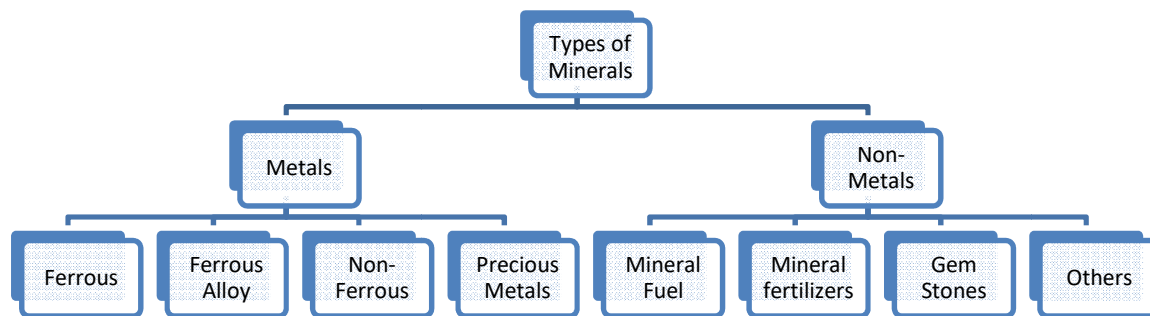 Types of
Minerals
Metals
Non-
Metals
Ferrous
Ferrous
Alloy
Non-
Ferrous
Precious
Metals
Mineral
Fuel
Mineral
fertilizers
Gem
Stones
Others